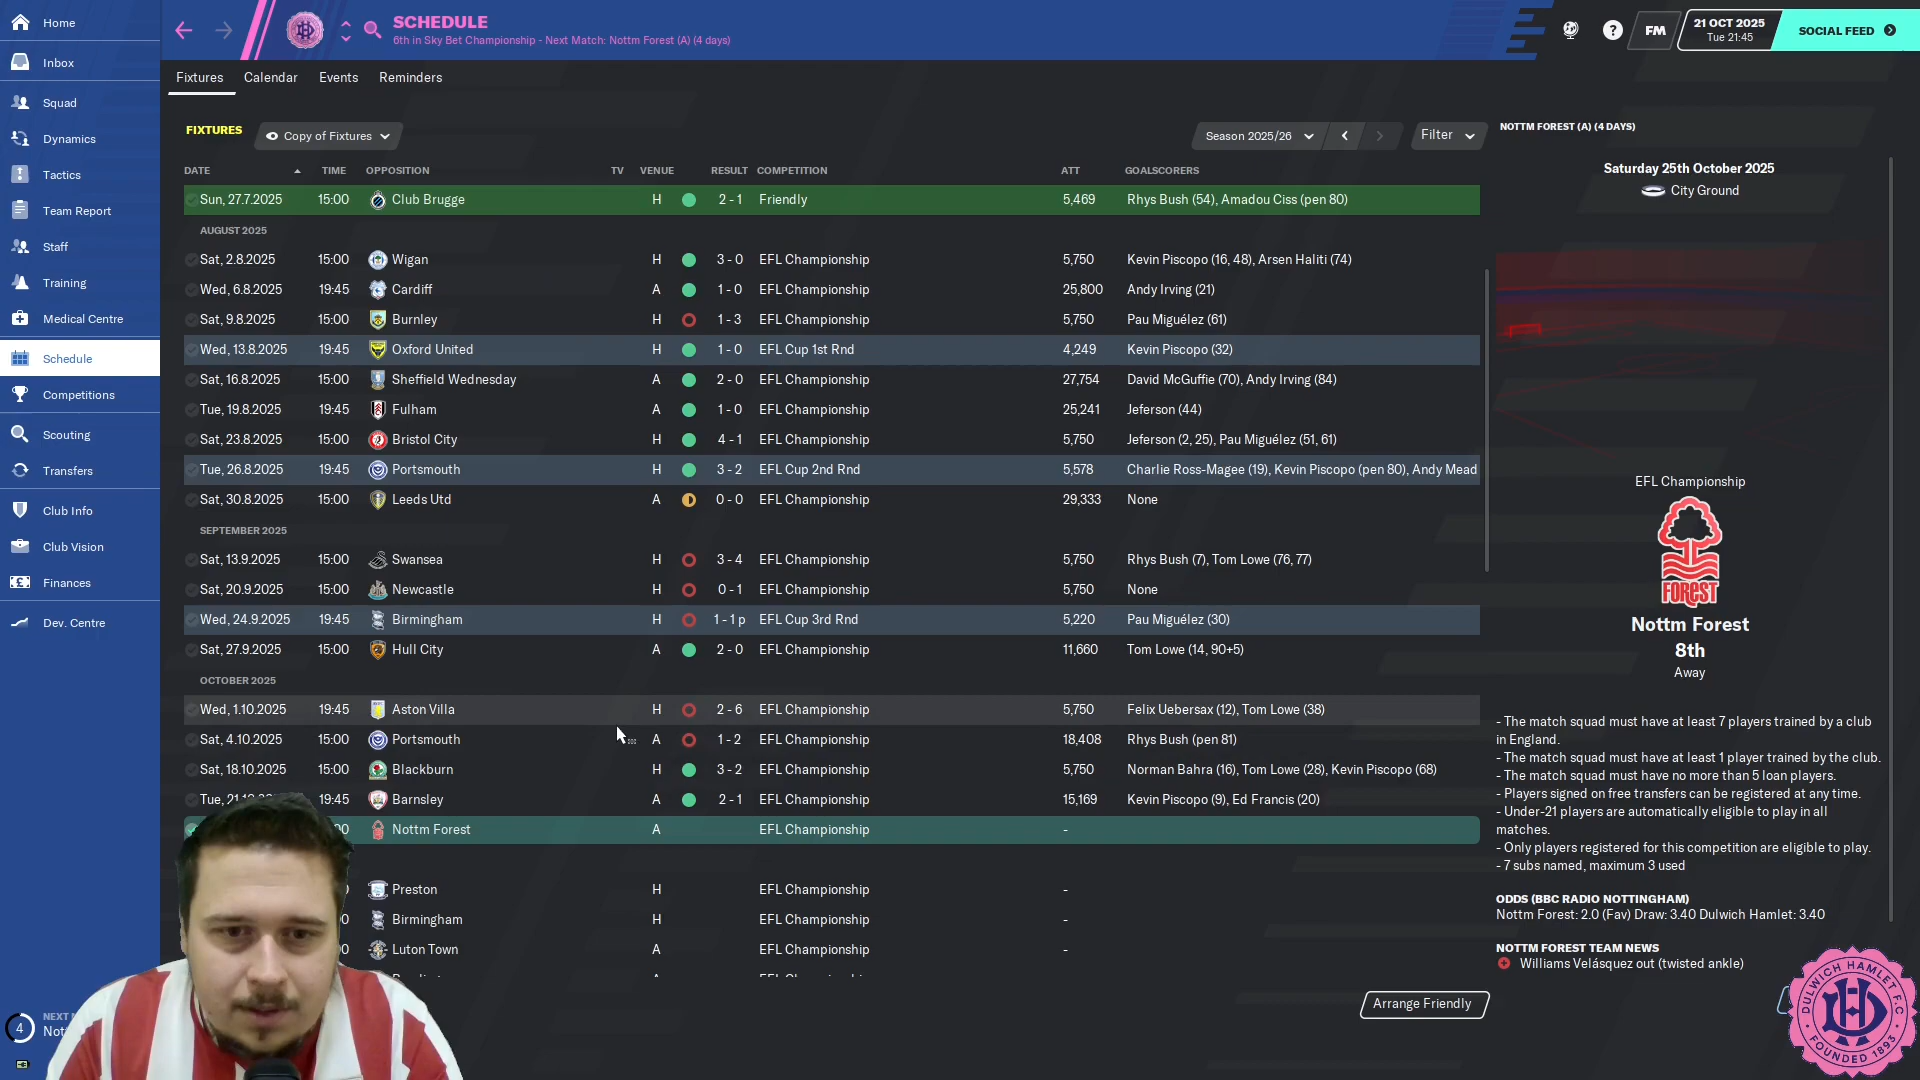 Home
Inbox
Squad
Dynamics
Tactics
Team Report
Staff
Training
Medical Centre
Schedule
Competitions
Scouting
Transfers
Club Info
Club Vision
Finances
Dev. Centre
4
NEXT
SCHEDULE
6th in Sky Bet Championship - Next Match: Nottm Forest (A) (4 days)
FM
21 OCT 2025
Tue 21:45
SOCIAL FEED
Fixtures Calendar Events Reminders
FIXTURES Copy of Fixtures Season 2025/26 Filter
DATE TIME OPPOSITION TV VENUE RESULT COMPETITION ATT GOALSCORERS
Sun, 27.7.2025 15:00 Club Brugge H 2 - 1 Friendly 5,469 Rhys Bush (54), Amadou Ciss (pen 80)
AUGUST 2025
Sat, 2.8.2025 15:00 Wigan H 3 - 0 EFL Championship 5,750 Kevin Piscopo (16, 48), Arsen Haliti (74)
Wed, 6.8.2025 19:45 Cardiff A 1 - 0 EFL Championship 25,800 Andy Irving (21)
Sat, 9.8.2025 15:00 Burnley H 1 - 3 EFL Championship 5,750 Pau Miguélez (61)
Wed, 13.8.2025 19:45 Oxford United H 1 - 0 EFL Cup 1st Rnd 4,249 Kevin Piscopo (32)
Sat, 16.8.2025 15:00 Sheffield Wednesday A 2 - 0 EFL Championship 27,754 David McGuffie (70), Andy Irving (84)
Tue, 19.8.2025 19:45 Fulham A 1 - 0 EFL Championship 25,241 Jeferson (44)
Sat, 23.8.2025 15:00 Bristol City H 4 - 1 EFL Championship 5,750 Jeferson (2, 25), Pau Miguélez (51, 61)
Tue, 26.8.2025 19:45 Portsmouth H 3 - 2 EFL Cup 2nd Rnd 5,578 Charlie Ross-Magee (19), Kevin Piscopo (pen 80), Andy Mead
Sat, 30.8.2025 15:00 Leeds Utd A 0 - 0 EFL Championship 29,333 None
SEPTEMBER 2025
Sat, 13.9.2025 15:00 Swansea H 3 - 4 EFL Championship 5,750 Rhys Bush (7), Tom Lowe (76, 77)
Sat, 20.9.2025 15:00 Newcastle H 0 - 1 EFL Championship 5,750 None
Wed, 24.9.2025 19:45 Birmingham H 1 - 1 p EFL Cup 3rd Rnd 5,220 Pau Miguélez (30)
Sat, 27.9.2025 15:00 Hull City A 2 - 0 EFL Championship 11,660 Tom Lowe (14, 90+5)
OCTOBER 2025
Wed, 1.10.2025 19:45 Aston Villa H 2 - 6 EFL Championship 5,750 Felix Uebersax (12), Tom Lowe (38)
Sat, 4.10.2025 15:00 Portsmouth A 1 - 2 EFL Championship 18,408 Rhys Bush (pen 81)
Sat, 18.10.2025 15:00 Blackburn H 3 - 2 EFL Championship 5,750 Norman Bahra (16), Tom Lowe (28), Kevin Piscopo (68)
Tue, 19:45 Barnsley A 2 - 1 EFL Championship 15,169 Kevin Piscopo (9), Ed Francis (20)
Nottm Forest A EFL Championship -
Preston H EFL Championship -
Birmingham H EFL Championship -
Luton Town A EFL Championship -
Arrange Friendly
NOTTM FOREST (A) (4 DAYS)
Saturday 25th October 2025
City Ground
EFL Championship
FOREST
Nottm Forest
8th
Away
- The match squad must have at least 7 players trained by a club
in England.
- The match squad must have at least 1 player trained by the club.
- The match squad must have no more than 5 loan players.
- Players signed on free transfers can be registered at any time.
- Under-21 players are automatically eligible to play in all
matches.
- Only players registered for this competition are eligible to play.
- 7 subs named, maximum 3 used
ODDS (BBC RADIO NOTTINGHAM)
Nottm Forest: 2.0 (Fav) Draw: 3.40 Dulwich Hamlet: 3.40
NOTTM FOREST TEAM NEWS
Williams Velásquez out (twisted ankle)
DULWICH HAMLET F.C
FOUNDED 1893